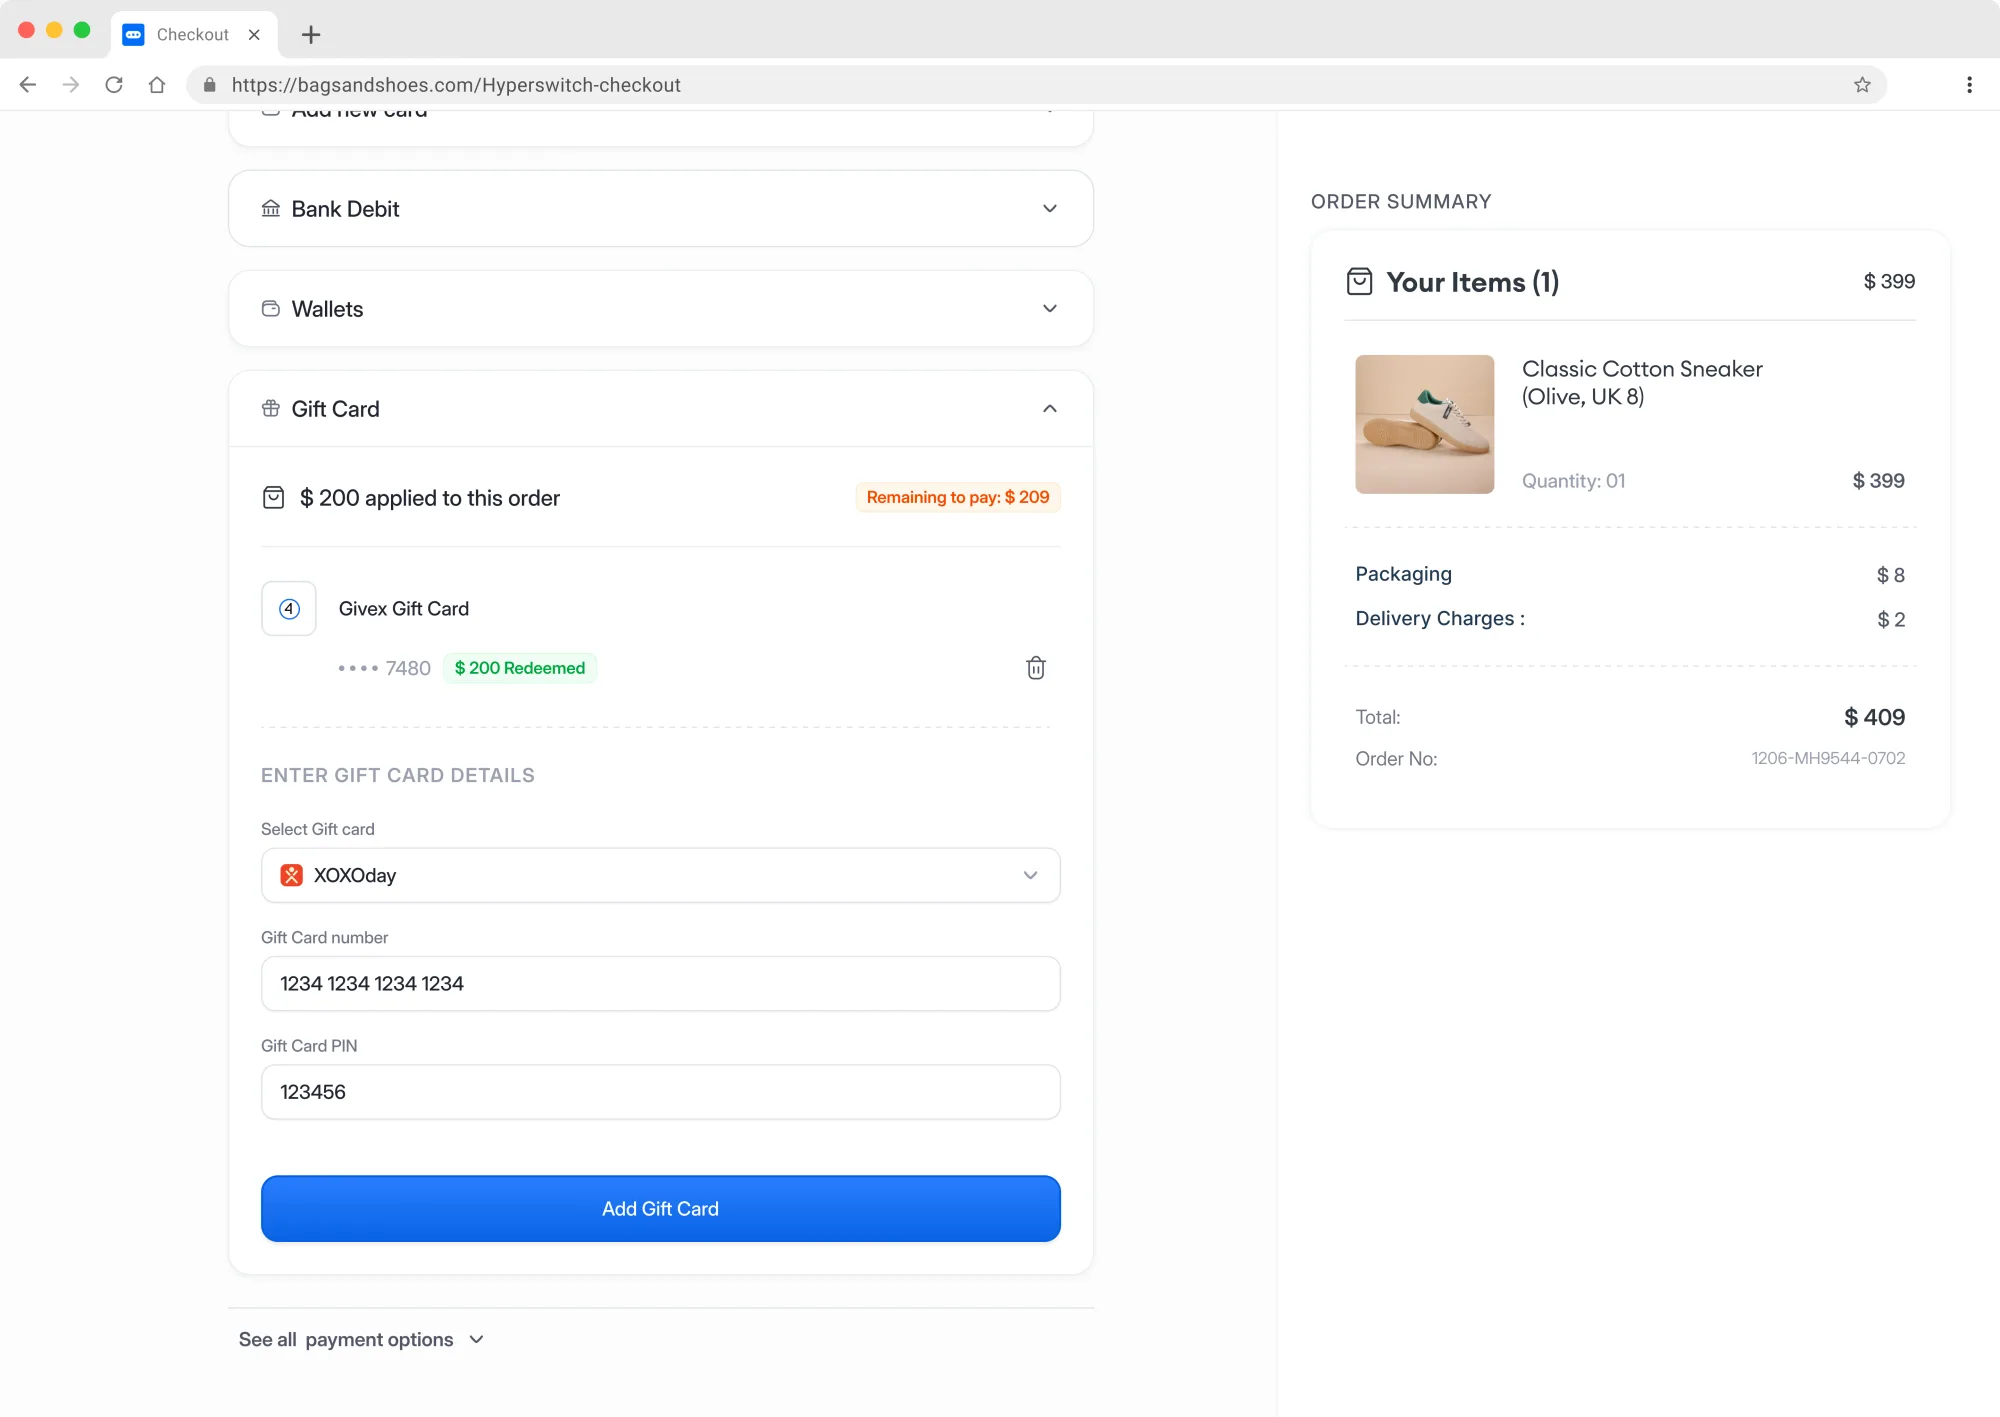 Checkout
https://bagsandshoes.com/Hyperswitch-checkout
Add new card
Bank Debit
Wallets
Gift Card
$ 200 applied to this order
Remaining to pay: $ 209
4
Givex Gift Card
•••• 7480
$ 200 Redeemed
ENTER GIFT CARD DETAILS
Select Gift card
XOXOday
Gift Card number
1234 1234 1234 1234
Gift Card PIN
123456
Add Gift Card
See all payment options
ORDER SUMMARY
Your Items (1)
$ 399
Classic Cotton Sneaker
(Olive, UK 8)
Quantity: 01
$ 399
Packaging
$ 8
Delivery Charges :
$ 2
Total:
$ 409
Order No:
1206-MH9544-0702